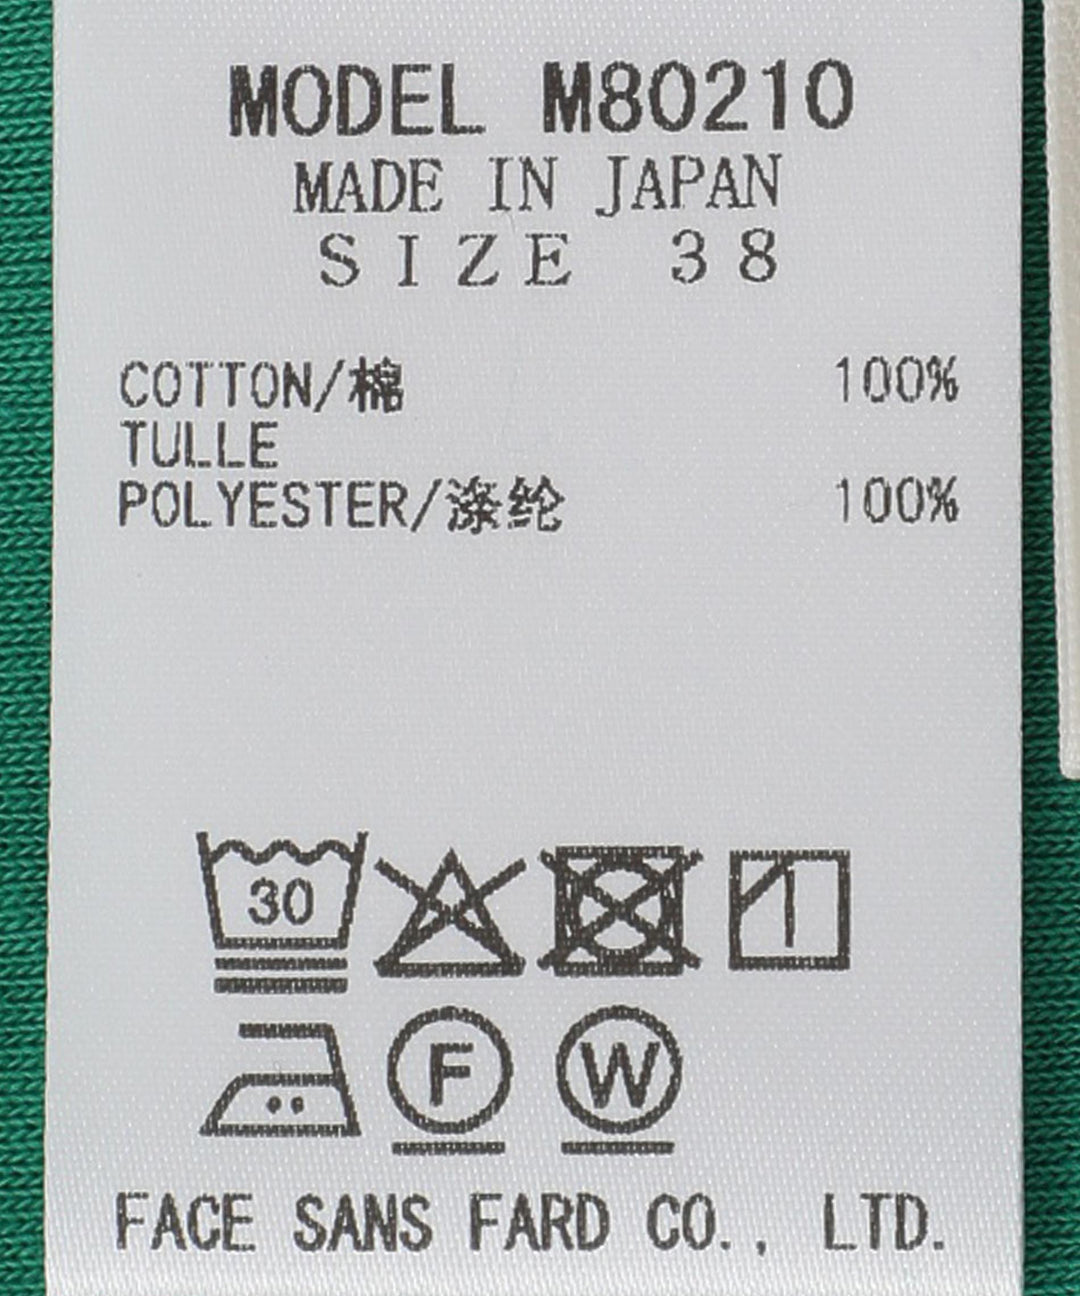 MODEL M80210
MADE IN JAPAN
SIZE 38
COTTON/棉 100%
TULLE
POLYESTER/涤纶 100%
30
F W
FACE SANS FARD CO., LTD.